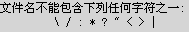 文件名不能包含下列任何字符之一:
\ / : * ? " < > |